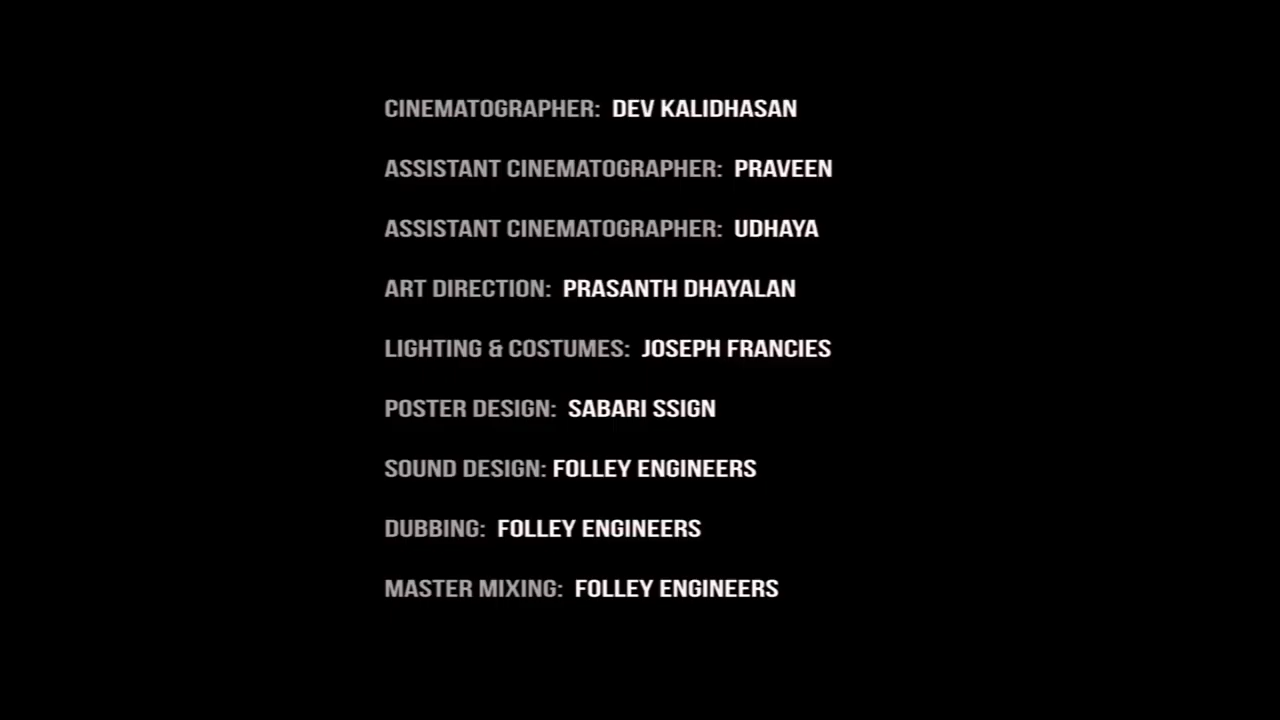 CINEMATOGRAPHER: DEV KALIDHASAN
ASSISTANT CINEMATOGRAPHER: PRAVEEN
ASSISTANT CINEMATOGRAPHER: UDHAYA
ART DIRECTION: PRASANTH DHAYALAN
LIGHTING & COSTUMES: JOSEPH FRANCIES
POSTER DESIGN: SABARI SSIGN
SOUND DESIGN: FOLLEY ENGINEERS
DUBBING: FOLLEY ENGINEERS
MASTER MIXING: FOLLEY ENGINEERS